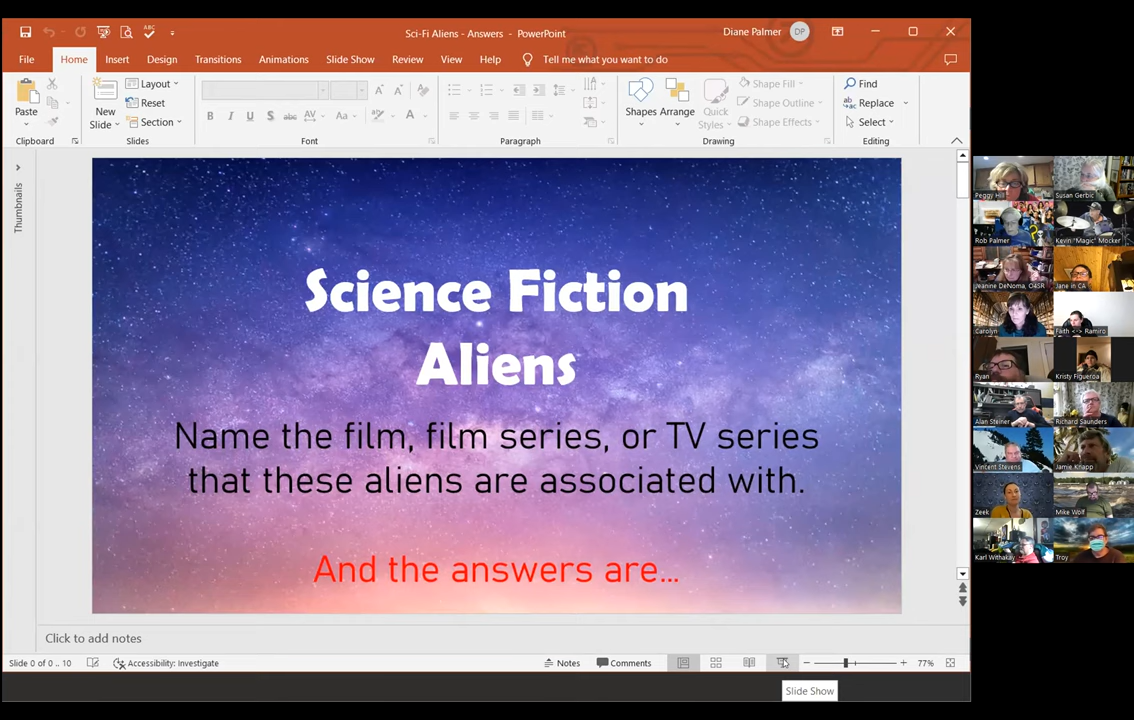 Sci-Fi Aliens - Answers - PowerPoint
Diane Palmer DP
File Home Insert Design Transitions Animations Slide Show Review View Help Tell me what you want to do
Paste
New
Slide
Layout
Reset
Section
Shapes
Arrange
Quick
Styles
Shape Fill
Shape Outline
Shape Effects
Find
Replace
Select
Clipboard Slides Font Paragraph Drawing Editing
Thumbnails
Science Fiction
Aliens
Name the film, film series, or TV series
that these aliens are associated with.
And the answers are...
Click to add notes
Slide 0 of 0 .. 10 Accessibility: Investigate Notes Comments 77%
Slide Show
Peggy Hill Susan Gerbic
Rob Palmer Kevin "Magic" Mocker
Jeanine DeNoma, O4SR Jane in CA
Carolyn Faith <-> Ramiro
Ryan Kristy Figueroa
Alan Steiner Richard Saunders
Vincent Stevens Jamie Knapp
Zeek Mike Wolf
Karl Withakay Troy